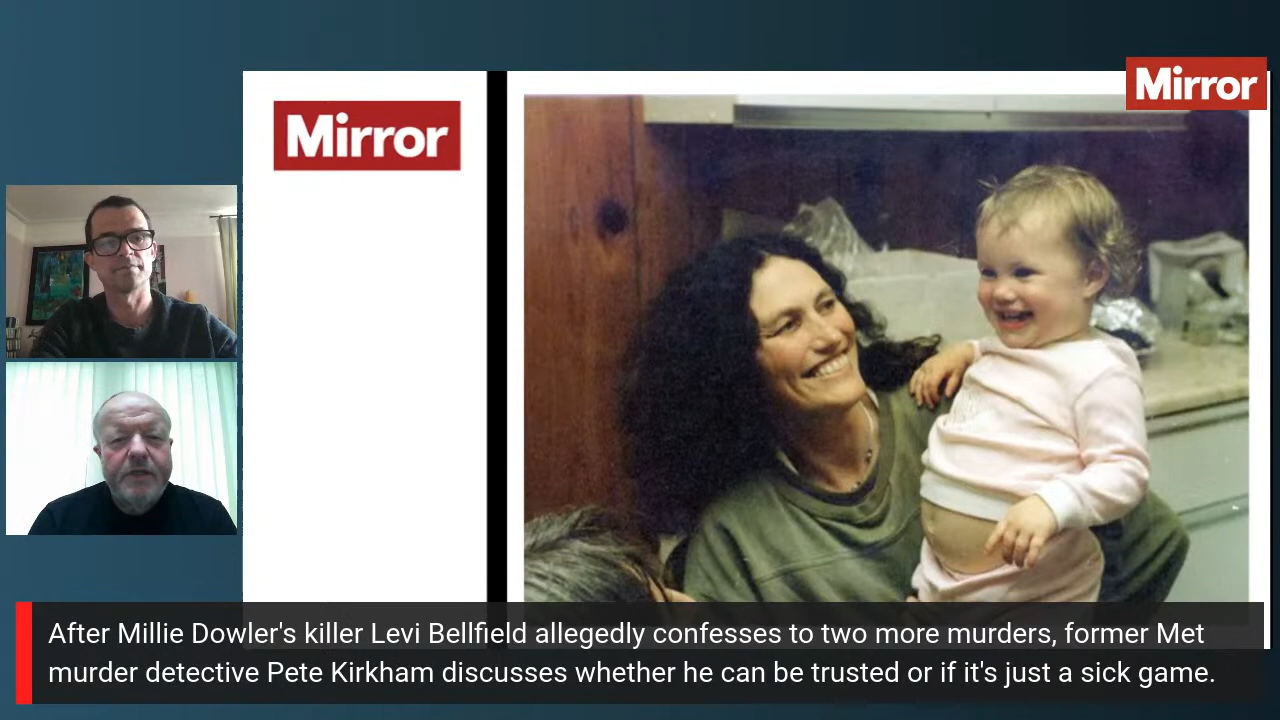 Mirror
Mirror
After Millie Dowler's killer Levi Bellfield allegedly confesses to two more murders, former Met
murder detective Pete Kirkham discusses whether he can be trusted or if it's just a sick game.